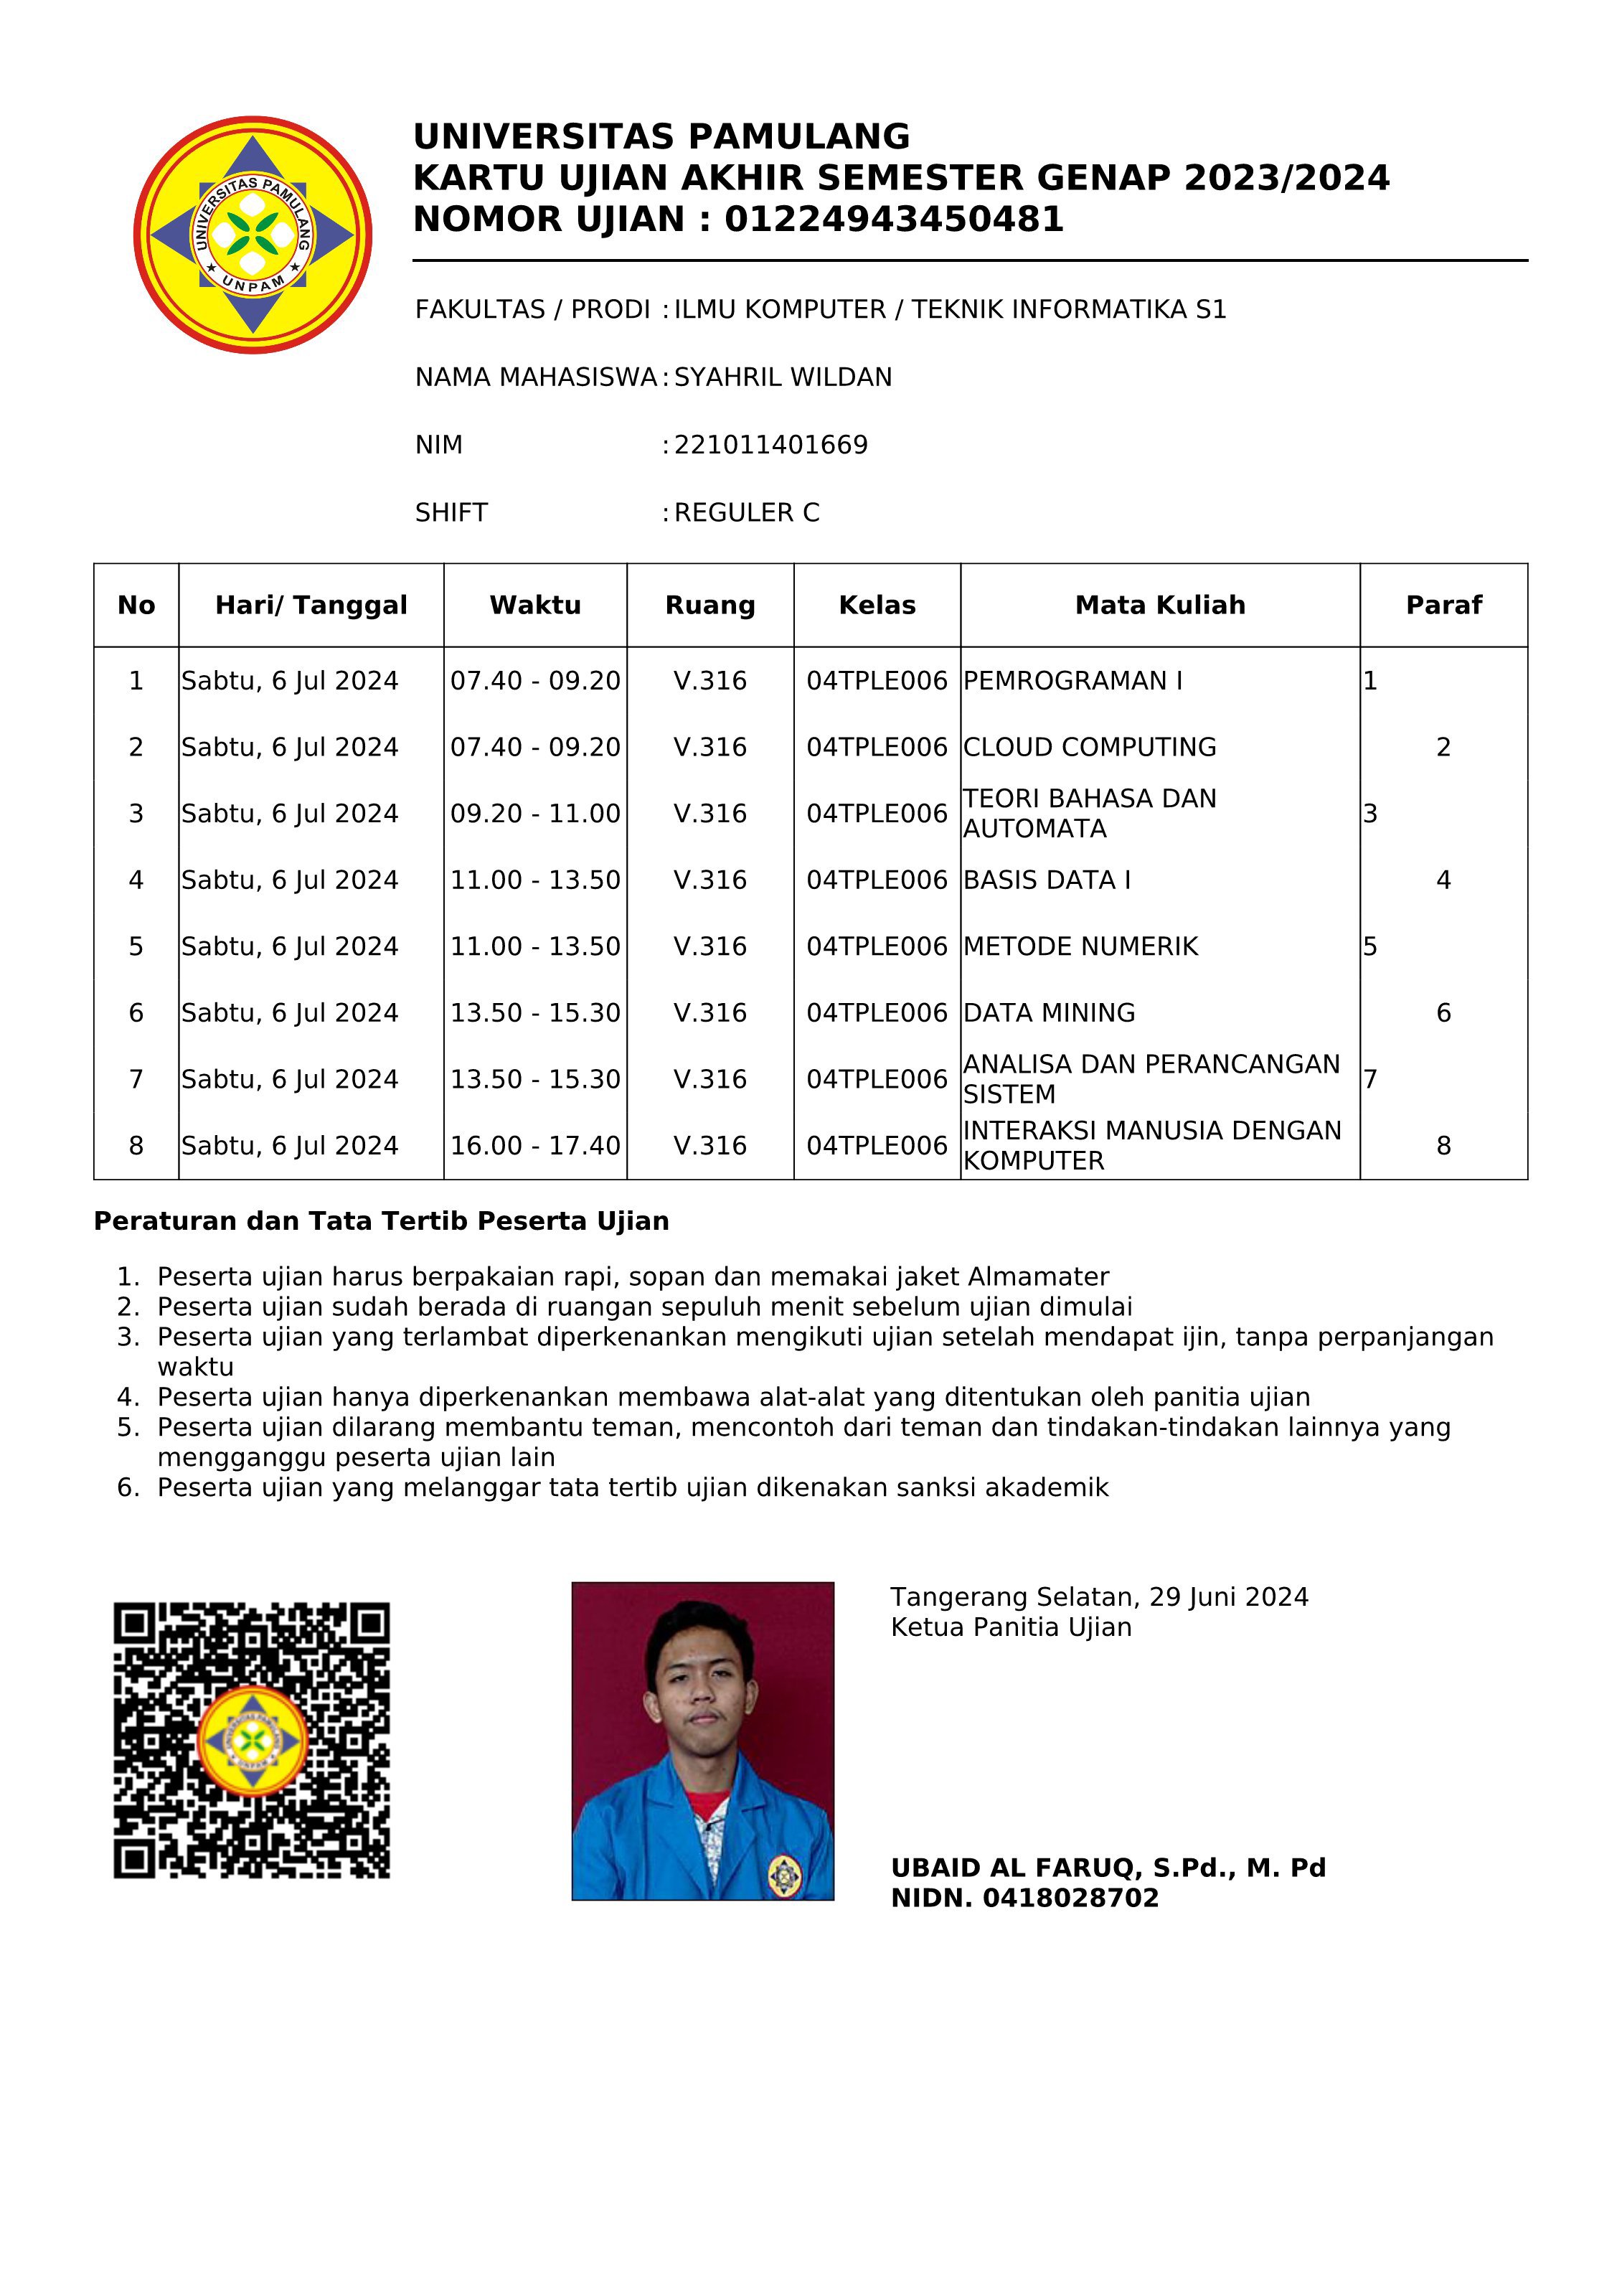 UNIVERSITAS PAMULANG
UNPAM
UNIVERSITAS PAMULANG
KARTU UJIAN AKHIR SEMESTER GENAP 2023/2024
NOMOR UJIAN : 01224943450481
FAKULTAS / PRODI : ILMU KOMPUTER / TEKNIK INFORMATIKA S1
NAMA MAHASISWA : SYAHRIL WILDAN
NIM : 221011401669
SHIFT : REGULER C
No Hari/ Tanggal Waktu Ruang Kelas Mata Kuliah Paraf
1 Sabtu, 6 Jul 2024 07.40 - 09.20 V.316 04TPLE006 PEMROGRAMAN I 1
2 Sabtu, 6 Jul 2024 07.40 - 09.20 V.316 04TPLE006 CLOUD COMPUTING 2
3 Sabtu, 6 Jul 2024 09.20 - 11.00 V.316 04TPLE006 TEORI BAHASA DAN
AUTOMATA 3
4 Sabtu, 6 Jul 2024 11.00 - 13.50 V.316 04TPLE006 BASIS DATA I 4
5 Sabtu, 6 Jul 2024 11.00 - 13.50 V.316 04TPLE006 METODE NUMERIK 5
6 Sabtu, 6 Jul 2024 13.50 - 15.30 V.316 04TPLE006 DATA MINING 6
7 Sabtu, 6 Jul 2024 13.50 - 15.30 V.316 04TPLE006 ANALISA DAN PERANCANGAN
SISTEM 7
8 Sabtu, 6 Jul 2024 16.00 - 17.40 V.316 04TPLE006 INTERAKSI MANUSIA DENGAN
KOMPUTER 8
Peraturan dan Tata Tertib Peserta Ujian
1. Peserta ujian harus berpakaian rapi, sopan dan memakai jaket Almamater
2. Peserta ujian sudah berada di ruangan sepuluh menit sebelum ujian dimulai
3. Peserta ujian yang terlambat diperkenankan mengikuti ujian setelah mendapat ijin, tanpa perpanjangan
waktu
4. Peserta ujian hanya diperkenankan membawa alat-alat yang ditentukan oleh panitia ujian
5. Peserta ujian dilarang membantu teman, mencontoh dari teman dan tindakan-tindakan lainnya yang
mengganggu peserta ujian lain
6. Peserta ujian yang melanggar tata tertib ujian dikenakan sanksi akademik
UNIVERSITAS PAMULANG
UNPAM
Tangerang Selatan, 29 Juni 2024
Ketua Panitia Ujian
UBAID AL FARUQ, S.Pd., M. Pd
NIDN. 0418028702